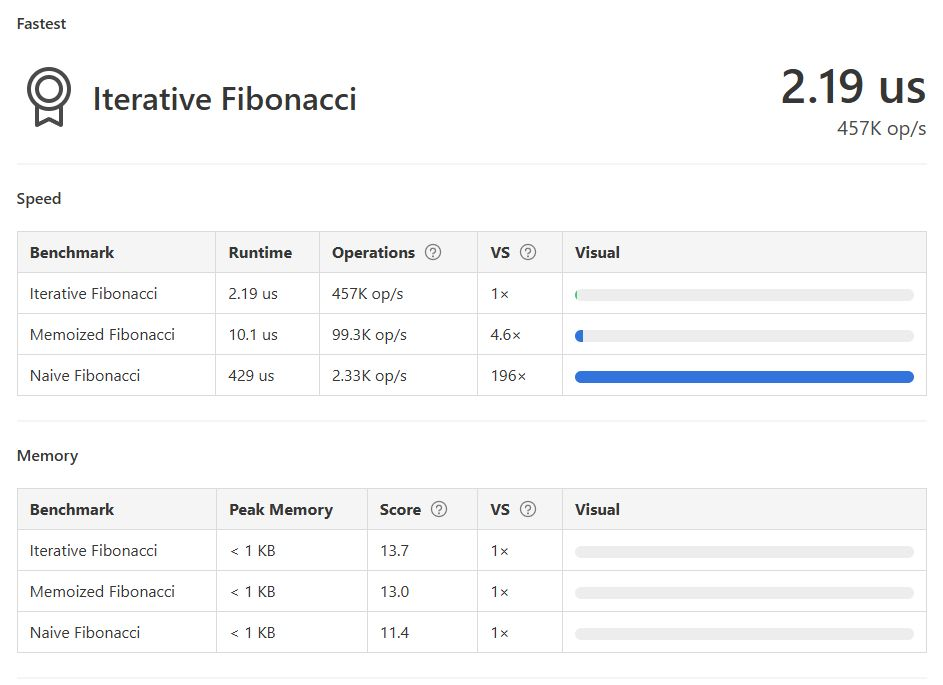 Fastest
Iterative Fibonacci
2.19 us
457K op/s
Speed
Benchmark Runtime Operations ? VS ? Visual
Iterative Fibonacci 2.19 us 457K op/s 1×
Memoized Fibonacci 10.1 us 99.3K op/s 4.6×
Naive Fibonacci 429 us 2.33K op/s 196×
Memory
Benchmark Peak Memory Score ? VS ? Visual
Iterative Fibonacci < 1 KB 13.7 1×
Memoized Fibonacci < 1 KB 13.0 1×
Naive Fibonacci < 1 KB 11.4 1×